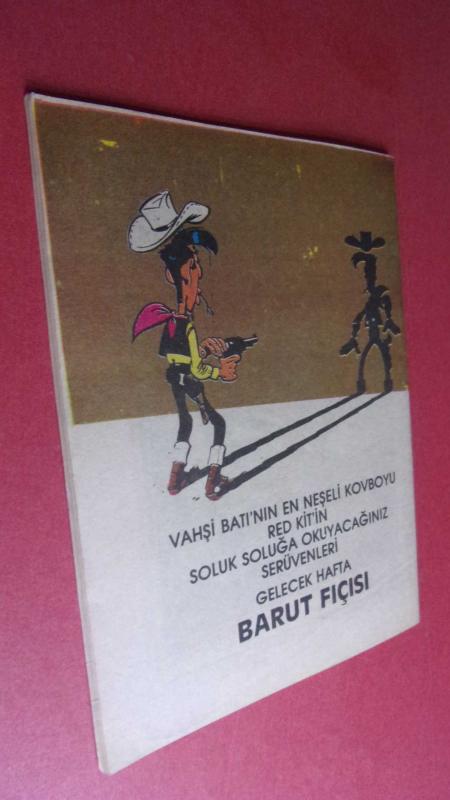 VAHŞİ BATI'NIN EN NEŞELİ KOVBOYU
RED KİT'İN
SOLUK SOLUĞA OKUYACAĞINIZ
SERÜVENLERİ
GELECEK HAFTA
BARUT FIÇISI